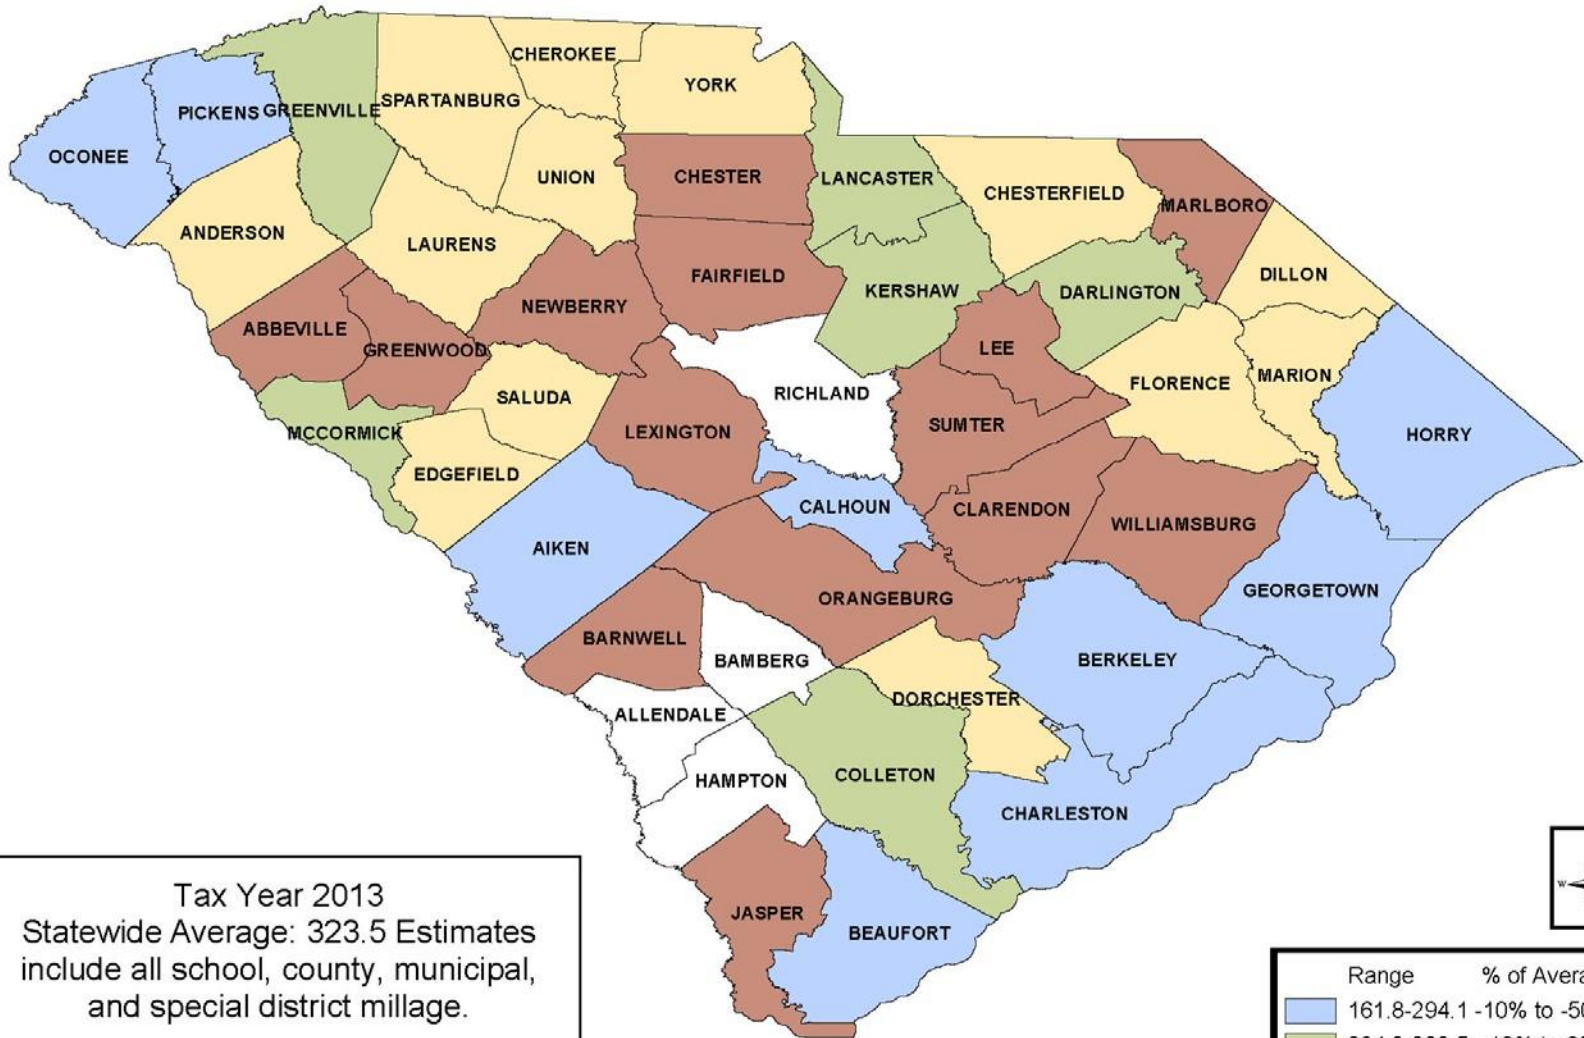 CHEROKEE
YORK
SPARTANBURG
PICKENS
GREENVILLE
OCONEE
UNION
CHESTER
LANCASTER
CHESTERFIELD
MARLBORO
ANDERSON
LAURENS
FAIRFIELD
KERSHAW
DARLINGTON
DILLON
NEWBERRY
ABBEVILLE
GREENWOOD
LEE
RICHLAND
FLORENCE
MARION
SALUDA
MCCORMICK
LEXINGTON
SUMTER
HORRY
EDGEFIELD
CALHOUN
CLARENDON
WILLIAMSBURG
AIKEN
ORANGEBURG
GEORGETOWN
BARNWELL
BAMBERG
BERKELEY
DORCHESTER
ALLENDALE
HAMPTON
COLLETON
CHARLESTON
JASPER
BEAUFORT
W
Tax Year 2013
Statewide Average: 323.5 Estimates
include all school, county, municipal,
and special district millage.
Range % of Avera
161.8-294.1 -10% to -50